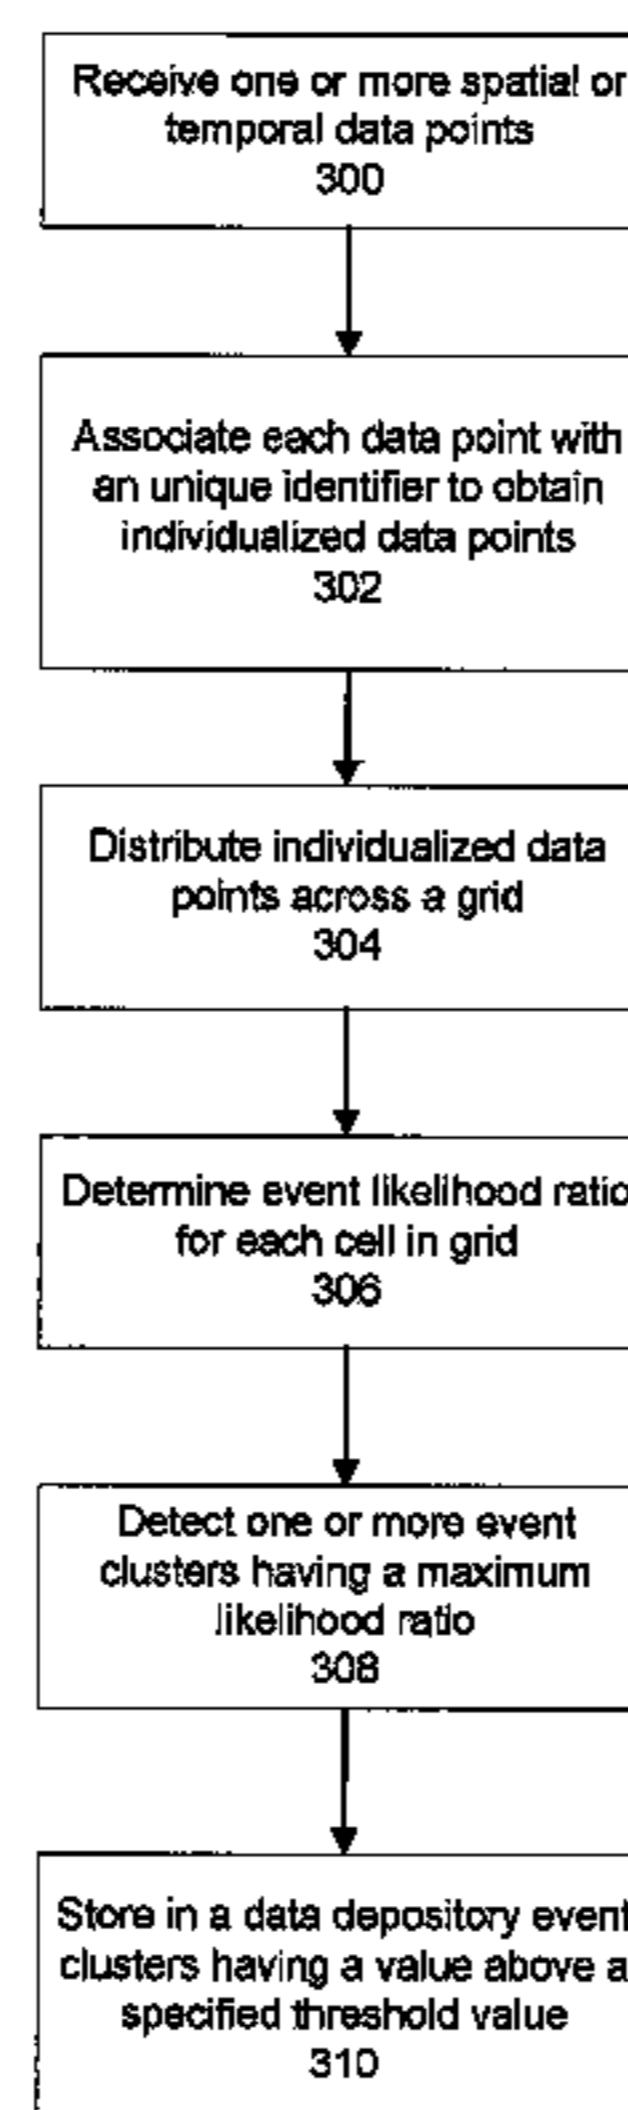 Receive one or more spatial or
temporal data points
300
Associate each data point with
an unique identifier to obtain
individualized data points
302
Distribute individualized data
points across a grid
304
Determine event likelihood ratio
for each cell in grid
306
Detect one or more event
clusters having a maximum
likelihood ratio
308
Store in a data depository event
clusters having a value above a
specified threshold value
310